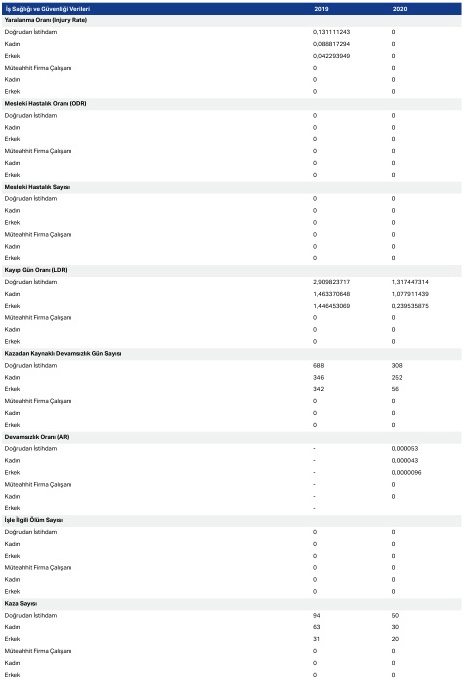 İş Sağlığı ve Güvenliği Verileri 2019 2020
Yaralanma Oranı (Injury Rate)
Doğrudan İstihdam 0,131111243 0
Kadın 0,088817294 0
Erkek 0,042293949 0
Müteahhit Firma Çalışanı 0 0
Kadın 0 0
Erkek 0 0
Mesleki Hastalık Oranı (ODR)
Doğrudan İstihdam 0 0
Kadın 0 0
Erkek 0 0
Müteahhit Firma Çalışanı 0 0
Kadın 0 0
Erkek 0 0
Mesleki Hastalık Sayısı
Doğrudan İstihdam 0 0
Kadın 0 0
Erkek 0 0
Müteahhit Firma Çalışanı 0 0
Kadın 0 0
Erkek 0 0
Kayıp Gün Oranı (LDR)
Doğrudan İstihdam 2,909823717 1,317447314
Kadın 1,463370648 1,077911439
Erkek 1,446453069 0,239535875
Müteahhit Firma Çalışanı 0 0
Kadın 0 0
Erkek 0 0
Kazadan Kaynaklı Devamsızlık Gün Sayısı
Doğrudan İstihdam 688 308
Kadın 346 252
Erkek 342 56
Müteahhit Firma Çalışanı 0 0
Kadın 0 0
Erkek 0 0
Devamsızlık Oranı (AR)
Doğrudan İstihdam - 0,000053
Kadın - 0,000043
Erkek - 0,0000096
Müteahhit Firma Çalışanı - 0
Kadın - 0
Erkek -
İşle İlgili Ölüm Sayısı
Doğrudan İstihdam 0 0
Kadın 0 0
Erkek 0 0
Müteahhit Firma Çalışanı 0 0
Kadın 0 0
Erkek 0 0
Kaza Sayısı
Doğrudan İstihdam 94 50
Kadın 63 30
Erkek 31 20
Müteahhit Firma Çalışanı 0 0
Kadın 0 0
Erkek 0 0